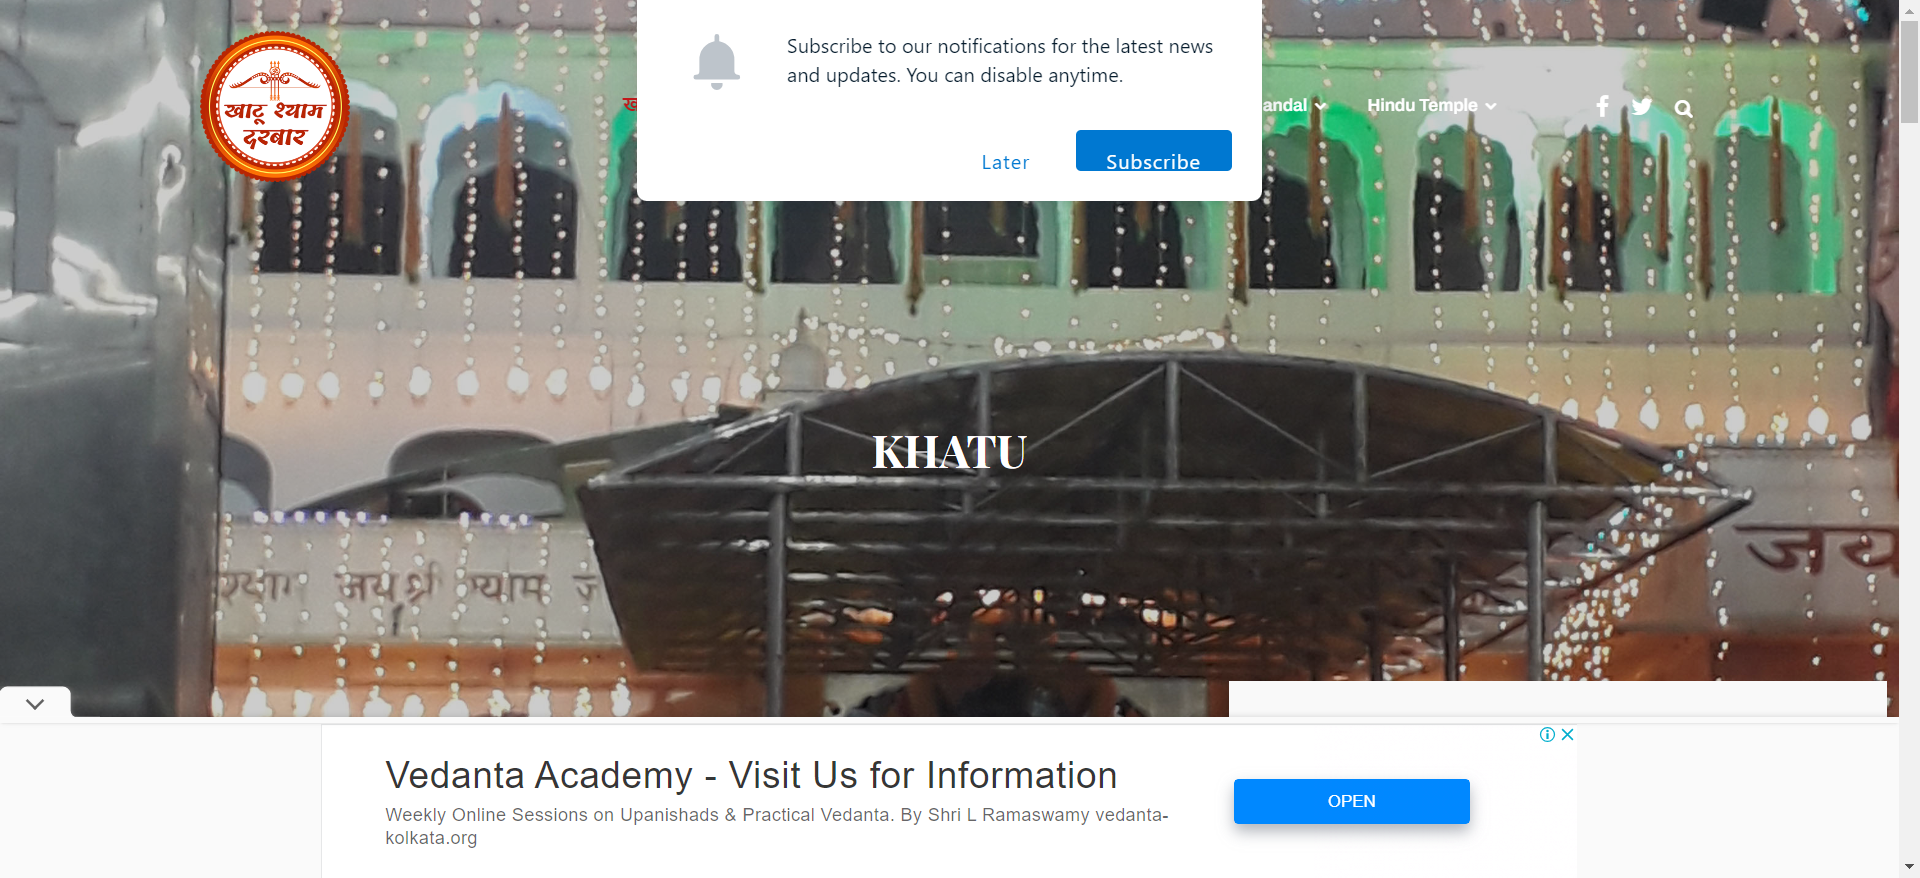 Subscribe to our notifications for the latest news
and updates. You can disable anytime.
Later
Subscribe
खाटू श्याम
दरबार
andal
Hindu Temple
KHATU
जय श्री श्याम ज
जय
Vedanta Academy - Visit Us for Information
Weekly Online Sessions on Upanishads & Practical Vedanta. By Shri L Ramaswamy vedanta-
kolkata.org
OPEN